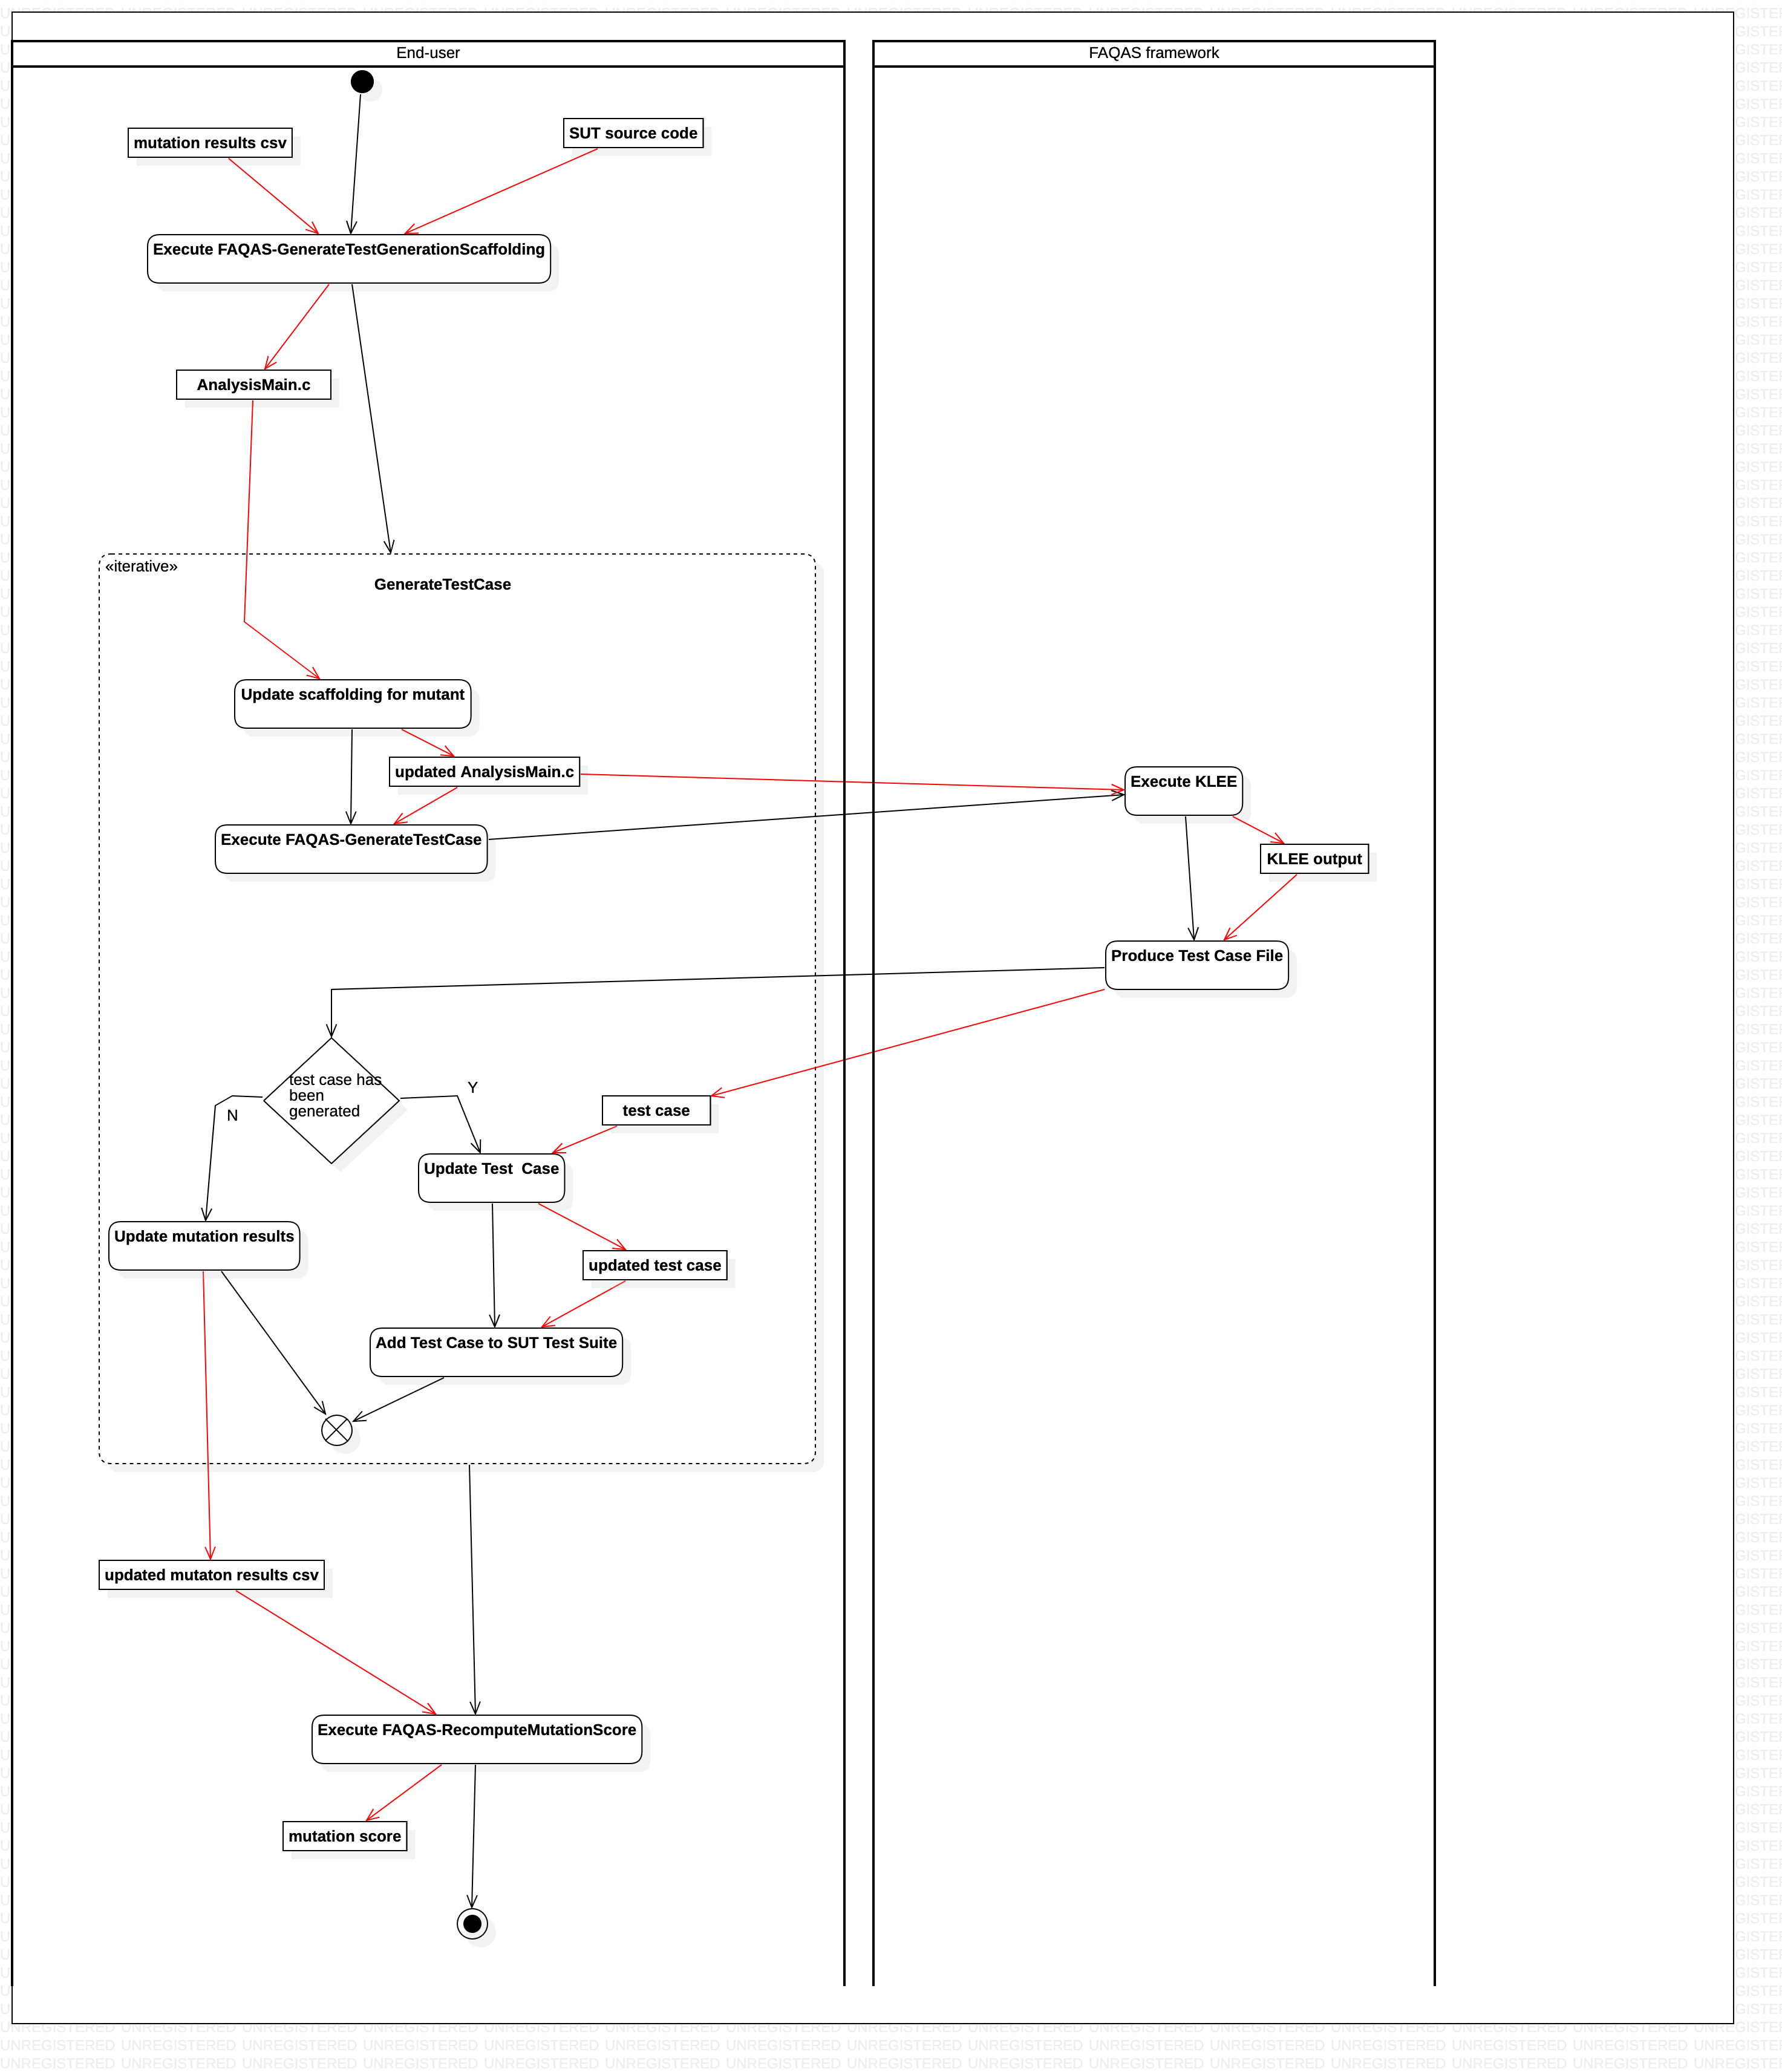 End-user
FAQAS framework
mutation results csv
SUT source code
Execute FAQAS-GenerateTestGenerationScaffolding
AnalysisMain.c
«iterative»
GenerateTestCase
Update scaffolding for mutant
updated AnalysisMain.c
Execute KLEE
Execute FAQAS-GenerateTestCase
KLEE output
Produce Test Case File
test case has
been
generated
Y
N
test case
Update Test  Case
Update mutation results
updated test case
Add Test Case to SUT Test Suite
updated mutaton results csv
Execute FAQAS-RecomputeMutationScore
mutation score
UNREGISTERED UNREGISTERED UNREGISTERED UNREGISTERED UNREGISTERED UNREGISTERED UNREGISTERED UNREGISTERED UNREGISTERED UNREGISTERED UNREGISTERED UNREGISTERED UNREGISTERED UNREGISTERED